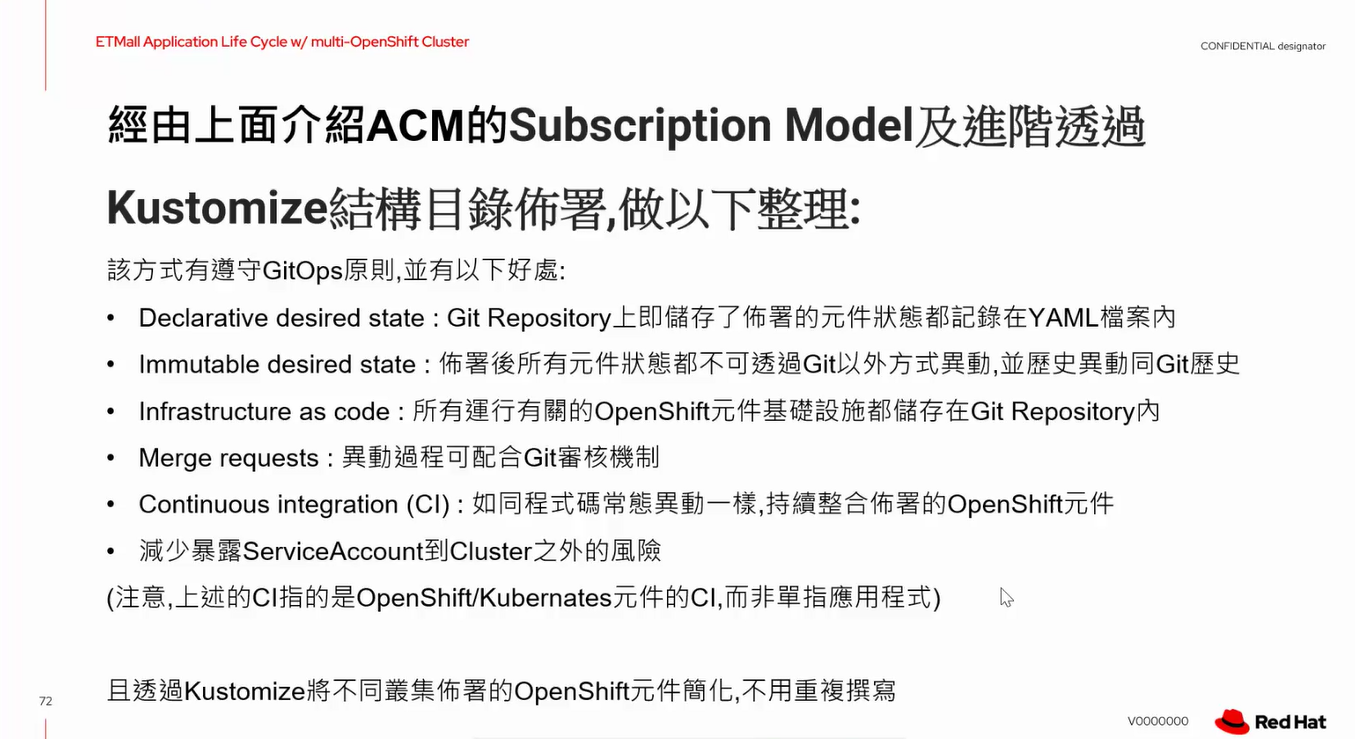 ETMall Application Life Cycle w/ multi-OpenShift Cluster
CONFIDENTIAL designator
經由上面介紹ACM的Subscription Model及進階透過
Kustomize結構目錄佈署,做以下整理:
該方式有遵守GitOps原則,並有以下好處:
• Declarative desired state : Git Repository上即儲存了佈署的元件狀態都記錄在YAML檔案內
• Immutable desired state : 佈署後所有元件狀態都不可透過Git以外方式異動,並歷史異動同Git歷史
• Infrastructure as code : 所有運行有關的OpenShift元件基礎設施都儲存在Git Repository內
• Merge requests : 異動過程可配合Git審核機制
• Continuous integration (CI) : 如同程式碼常態異動一樣,持續整合佈署的OpenShift元件
• 減少暴露ServiceAccount到Cluster之外的風險
(注意,上述的CI指的是OpenShift/Kubernates元件的CI,而非單指應用程式)
且透過Kustomize將不同叢集佈署的OpenShift元件簡化,不用重複撰寫
72
V0000000
Red Hat